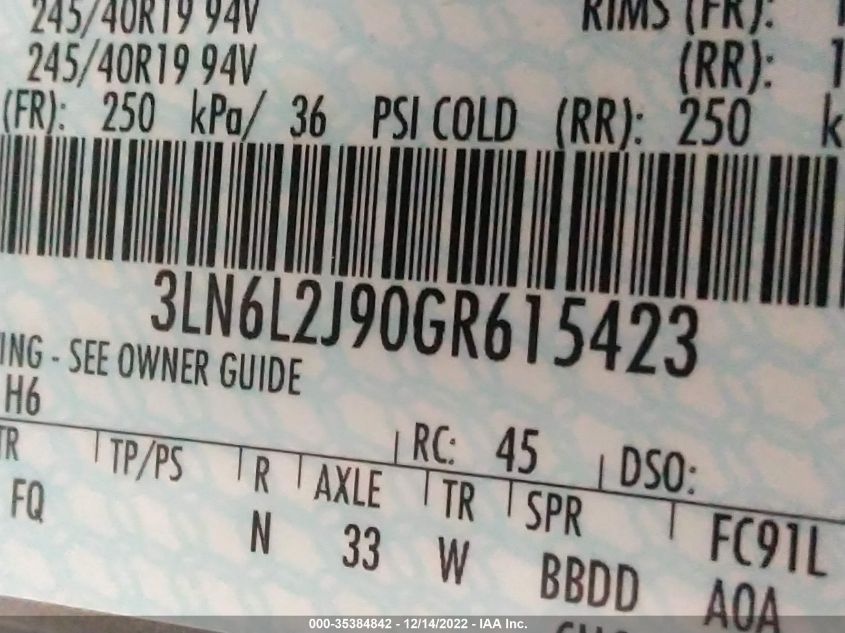 245/40R19 94V RIMS (FR):
245/40R19 94V (RR): 1
(FR): 250 kPa/ 36 PSI COLD (RR): 250 k
3LN6L2J90GR615423
ING - SEE OWNER GUIDE
H6
RC: 45 DSO:
TR TP/PS R AXLE TR SPR FC91L
FQ N 33 W BBDD AOA
000-35384842 - 12/14/2022 - IAA Inc.